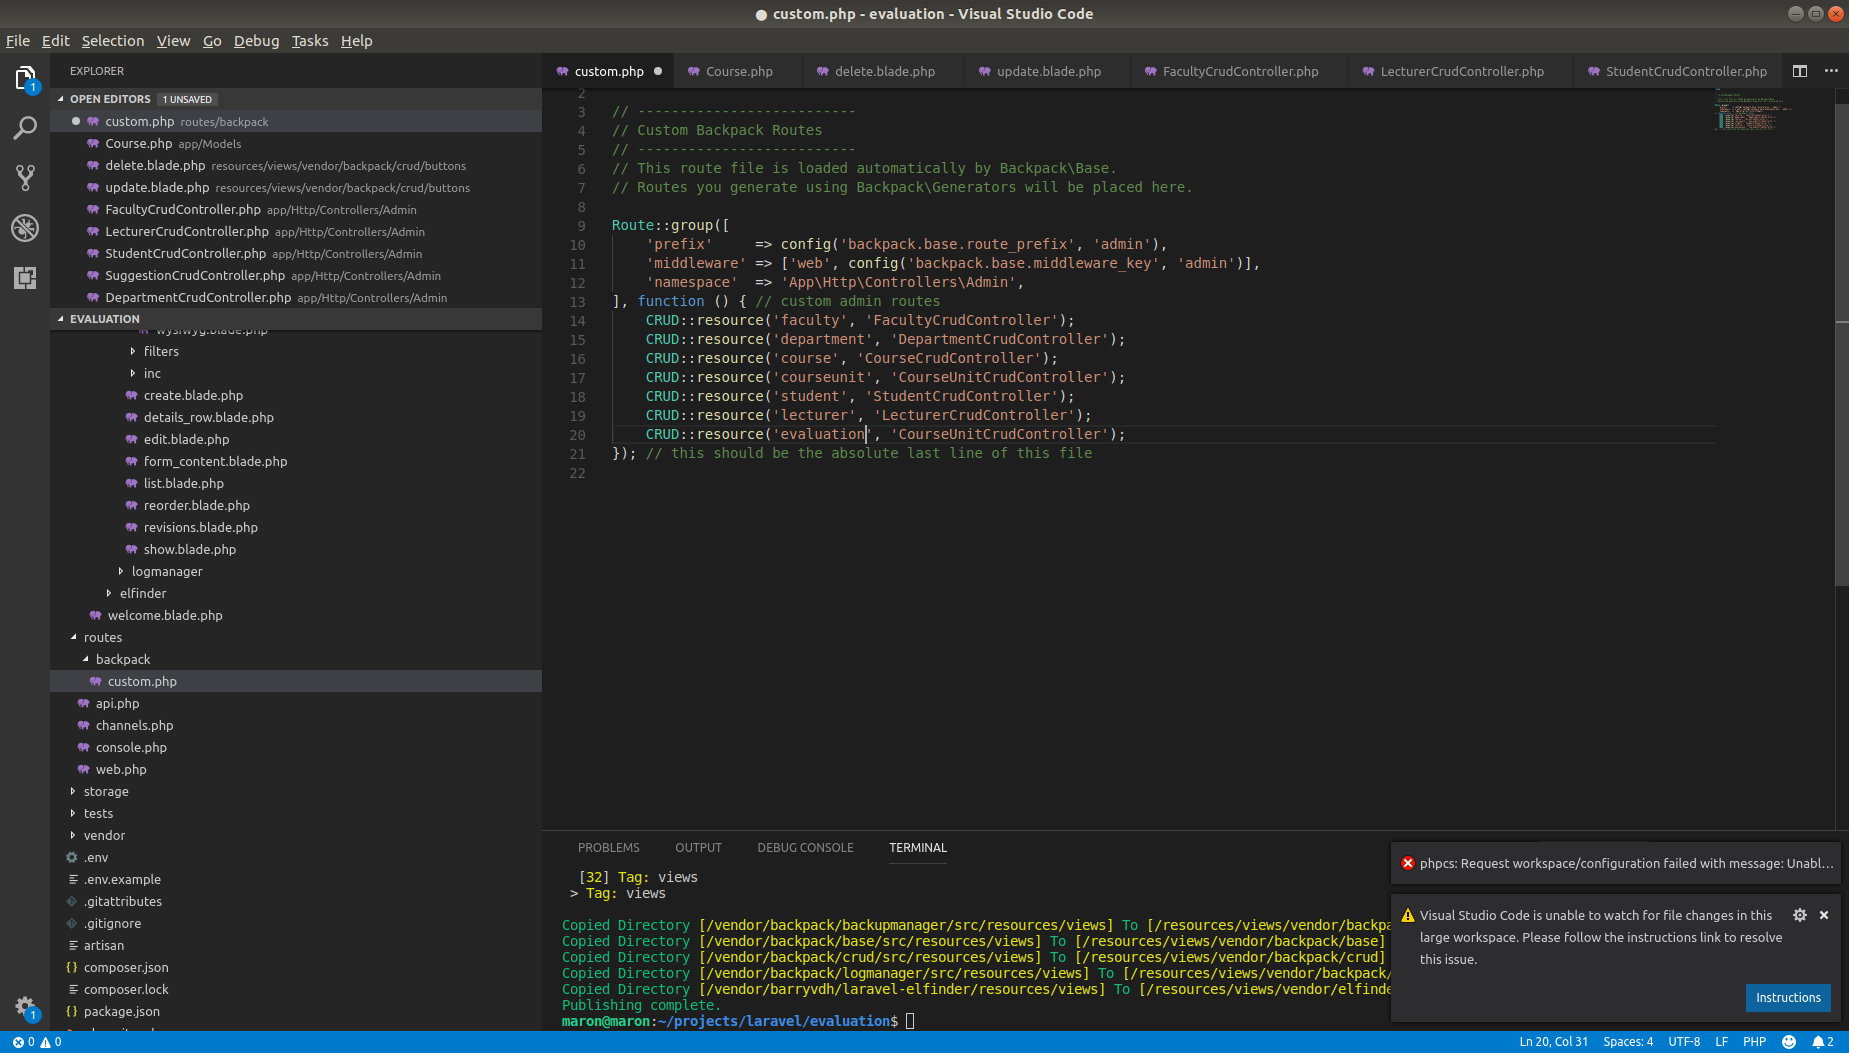 custom.php - evaluation - Visual Studio Code
File Edit Selection View Go Debug Tasks Help
1
EXPLORER
OPEN EDITORS 1 UNSAVED
custom.php routes/backpack
Course.php app/Models
delete.blade.php resources/views/vendor/backpack/crud/buttons
update.blade.php resources/views/vendor/backpack/crud/buttons
FacultyCrudController.php app/Http/Controllers/Admin
LecturerCrudController.php app/Http/Controllers/Admin
StudentCrudController.php app/Http/Controllers/Admin
SuggestionCrudController.php app/Http/Controllers/Admin
DepartmentCrudController.php app/Http/Controllers/Admin
EVALUATION
wysiwyg.blade.php
filters
inc
create.blade.php
details_row.blade.php
edit.blade.php
form_content.blade.php
list.blade.php
reorder.blade.php
revisions.blade.php
show.blade.php
logmanager
elfinder
welcome.blade.php
routes
backpack
custom.php
api.php
channels.php
console.php
web.php
storage
tests
vendor
.env
.env.example
.gitattributes
.gitignore
artisan
composer.json
composer.lock
package.json
1
custom.php Course.php delete.blade.php update.blade.php FacultyCrudController.php LecturerCrudController.php StudentCrudController.php
2
3 // --------------------------
4 // Custom Backpack Routes
5 // --------------------------
6 // This route file is loaded automatically by Backpack\Base.
7 // Routes you generate using Backpack\Generators will be placed here.
8
9 Route::group([
10 'prefix'     => config('backpack.base.route_prefix', 'admin'),
11 'middleware' => ['web', config('backpack.base.middleware_key', 'admin')],
12 'namespace'  => 'App\Http\Controllers\Admin',
13 ], function () { // custom admin routes
14 CRUD::resource('faculty', 'FacultyCrudController');
15 CRUD::resource('department', 'DepartmentCrudController');
16 CRUD::resource('course', 'CourseCrudController');
17 CRUD::resource('courseunit', 'CourseUnitCrudController');
18 CRUD::resource('student', 'StudentCrudController');
19 CRUD::resource('lecturer', 'LecturerCrudController');
20 CRUD::resource('evaluation', 'CourseUnitCrudController');
21 }); // this should be the absolute last line of this file
22
PROBLEMS OUTPUT DEBUG CONSOLE TERMINAL
[32] Tag: views
> Tag: views
Copied Directory [/vendor/backpack/backupmanager/src/resources/views] To [/resources/views/vendor/backpa
Copied Directory [/vendor/backpack/base/src/resources/views] To [/resources/views/vendor/backpack/base]
Copied Directory [/vendor/backpack/crud/src/resources/views] To [/resources/views/vendor/backpack/crud]
Copied Directory [/vendor/backpack/logmanager/src/resources/views] To [/resources/views/vendor/backpack/
Copied Directory [/vendor/barryvdh/laravel-elfinder/resources/views] To [/resources/views/vendor/elfinde
Publishing complete.
maron@maron:~/projects/laravel/evaluation$
phpcs: Request workspace/configuration failed with message: Unabl...
Visual Studio Code is unable to watch for file changes in this
large workspace. Please follow the instructions link to resolve
this issue.
Instructions
0 0 Ln 20, Col 31 Spaces: 4 UTF-8 LF PHP 2